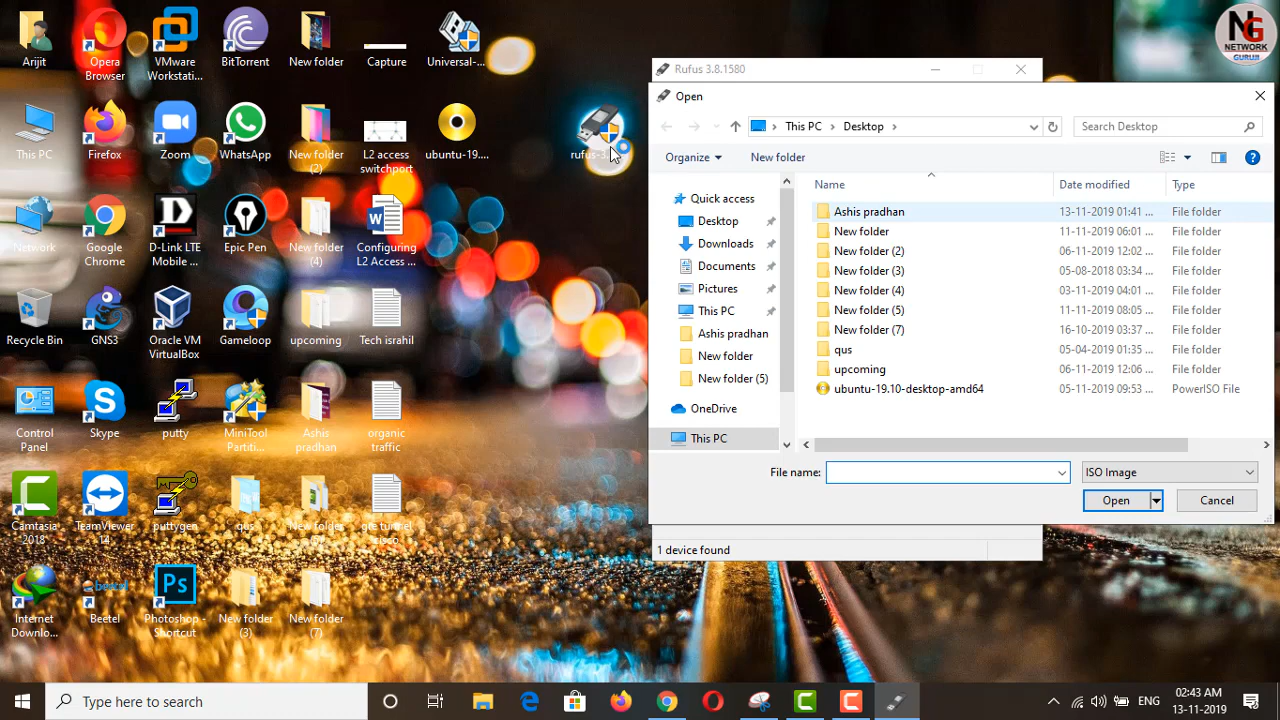 Arijit
Opera
Browser
VMware
Workstati...
BitTorrent
New folder
Capture
Universal-...
This PC
Firefox
Zoom
WhatsApp
New folder
(2)
L2 access
switchport
ubuntu-19....
Network
Google
Chrome
D-Link LTE
Mobile ...
Epic Pen
New folder
(4)
Configuring
L2 Access ...
Recycle Bin
GNS3
Oracle VM
VirtualBox
Gameloop
upcoming
Tech israhil
Control
Panel
Skype
putty
MiniTool
Partiti...
Ashis
pradhan
organic
traffic
Camtasia
2018
TeamViewer
14
puttygen
qus
New folder
gre tunnel
cisco
Internet
Downlo...
Beetel
Photoshop -
Shortcut
New folder
(3)
New folder
(7)
NG
NETWORK
GURUJI
Rufus 3.8.1580
Open
This PC
Desktop
Search Desktop
Organize
New folder
Name
Date modified
Type
Quick access
Desktop
Downloads
Documents
Pictures
This PC
Ashis pradhan
New folder
New folder (5)
OneDrive
This PC
Ashis pradhan 13-11-2019 01:41 ... File folder
New folder 11-11-2019 06:01 ... File folder
New folder (2) 06-11-2019 12:02 ... File folder
New folder (3) 05-08-2018 03:34 ... File folder
New folder (4) 03-11-2019 04:01 ... File folder
New folder (5) 11-11-2019 08:05 ... File folder
New folder (7) 16-10-2019 03:37 ... File folder
qus 05-04-2019 01:35 ... File folder
upcoming 06-11-2019 12:06 ... File folder
ubuntu-19.10-desktop-amd64 05-11-2019 09:53 ... PowerISO File
File name:
ISO Image
Open
Cancel
1 device found
Type here to search
ENG
02:43 AM
13-11-2019